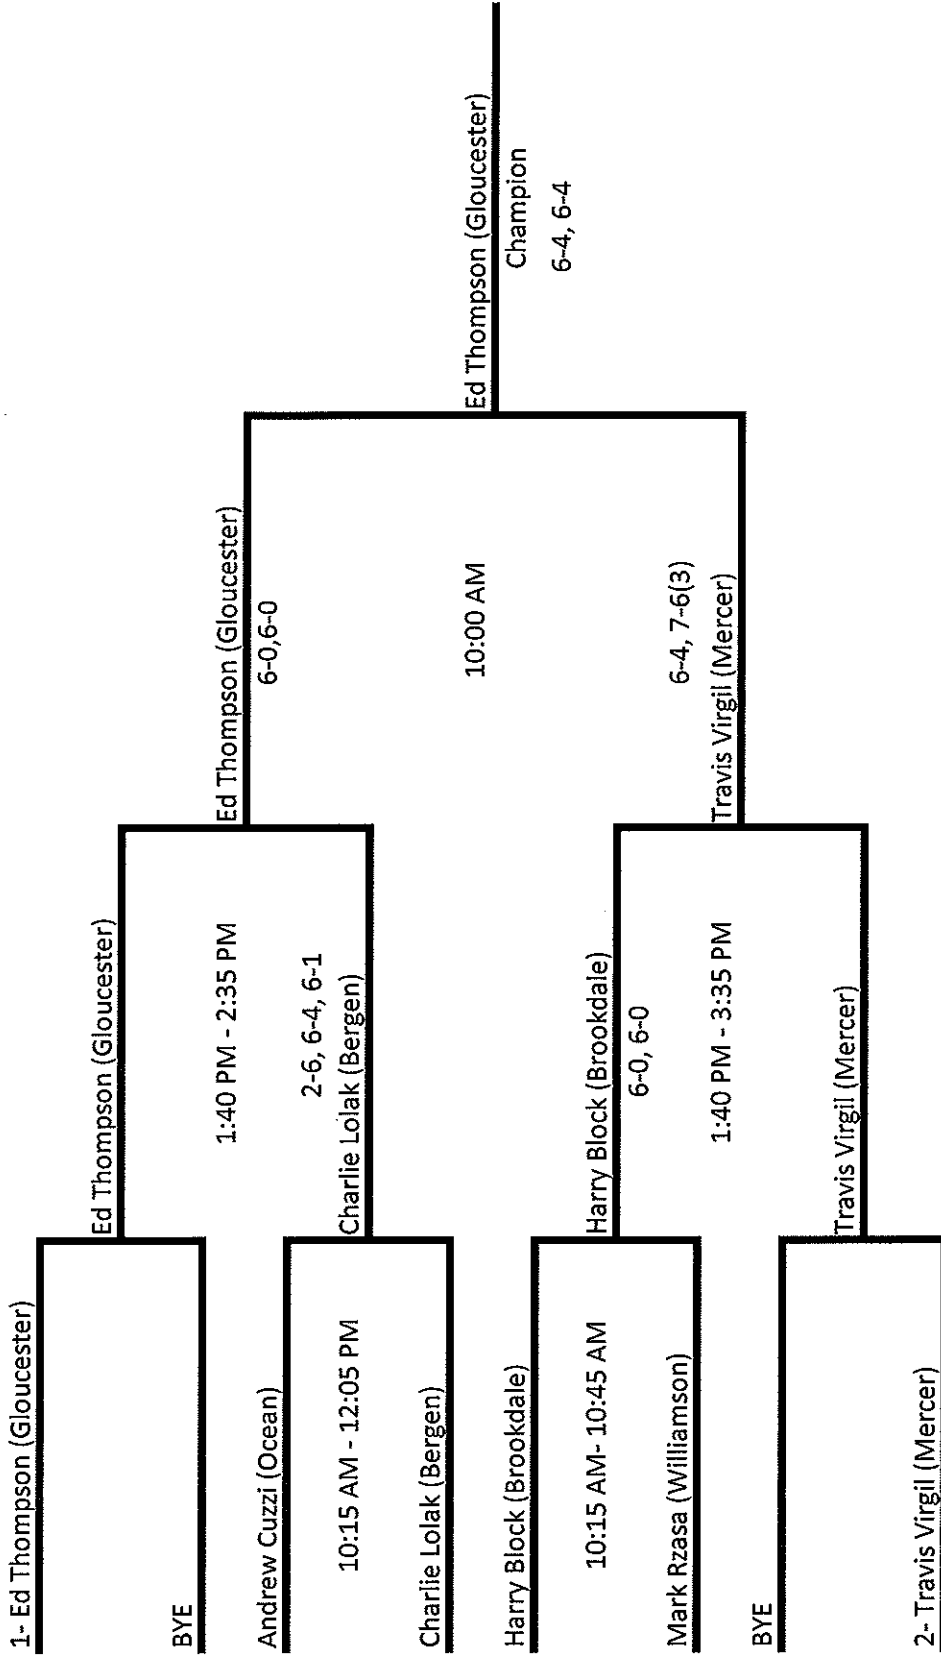 1- Ed Thompson (Gloucester)
BYE
Andrew Cuzzi (Ocean)
10:15 AM - 12:05 PM
Charlie Lolak (Bergen)
Harry Block (Brookdale)
10:15 AM- 10:45 AM
Mark Rzasa (Williamson)
BYE
2- Travis Virgil (Mercer)
Ed Thompson (Gloucester)
1:40 PM - 2:35 PM
2-6, 6-4, 6-1
Charlie Lolak (Bergen)
Harry Block (Brookdale)
6-0, 6-0
1:40 PM - 3:35 PM
Travis Virgil (Mercer)
Ed Thompson (Gloucester)
6-0,6-0
10:00 AM
6-4, 7-6(3)
Travis Virgil (Mercer)
Ed Thompson (Gloucester)
Champion
6-4, 6-4